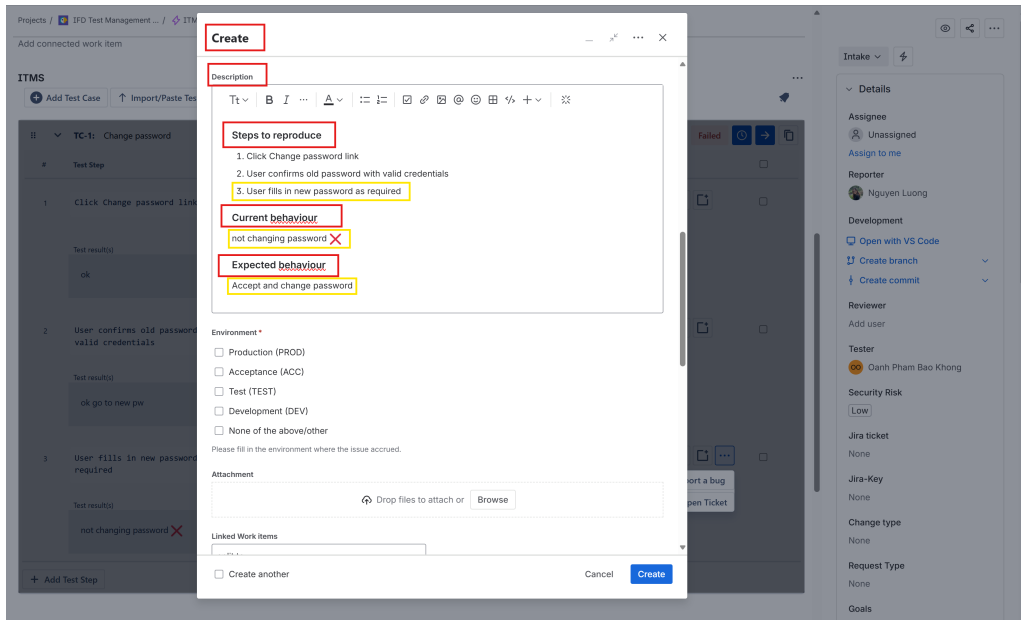 Projects / IFD Test Management ... / ITM
Add connected work item
ITMS
Add Test Case Import/Paste Tes
TC-1: Change password
# Test Step
1 Click Change password link
Test result(s)
ok
2 User confirms old password
valid credentials
Test result(s)
ok go to new pw
3 User fills in new password
required
Test result(s)
not changing password ❌
+ Add Test Step
Create
Description
Tt B I ... A
Steps to reproduce
1. Click Change password link
2. User confirms old password with valid credentials
3. User fills in new password as required
Current behaviour
not changing password ❌
Expected behaviour
Accept and change password
Environment *
Production (PROD)
Acceptance (ACC)
Test (TEST)
Development (DEV)
None of the above/other
Please fill in the environment where the issue accrued.
Attachment
Drop files to attach or Browse
Linked Work items
Create another
Cancel Create
Failed
ort a bug
pen Ticket
Intake
Details
Assignee
Unassigned
Assign to me
Reporter
Nguyen Luong
Development
Open with VS Code
Create branch
Create commit
Reviewer
Add user
Tester
OO Oanh Pham Bao Khong
Security Risk
Low
Jira ticket
None
Jira-Key
None
Change type
None
Request Type
None
Goals